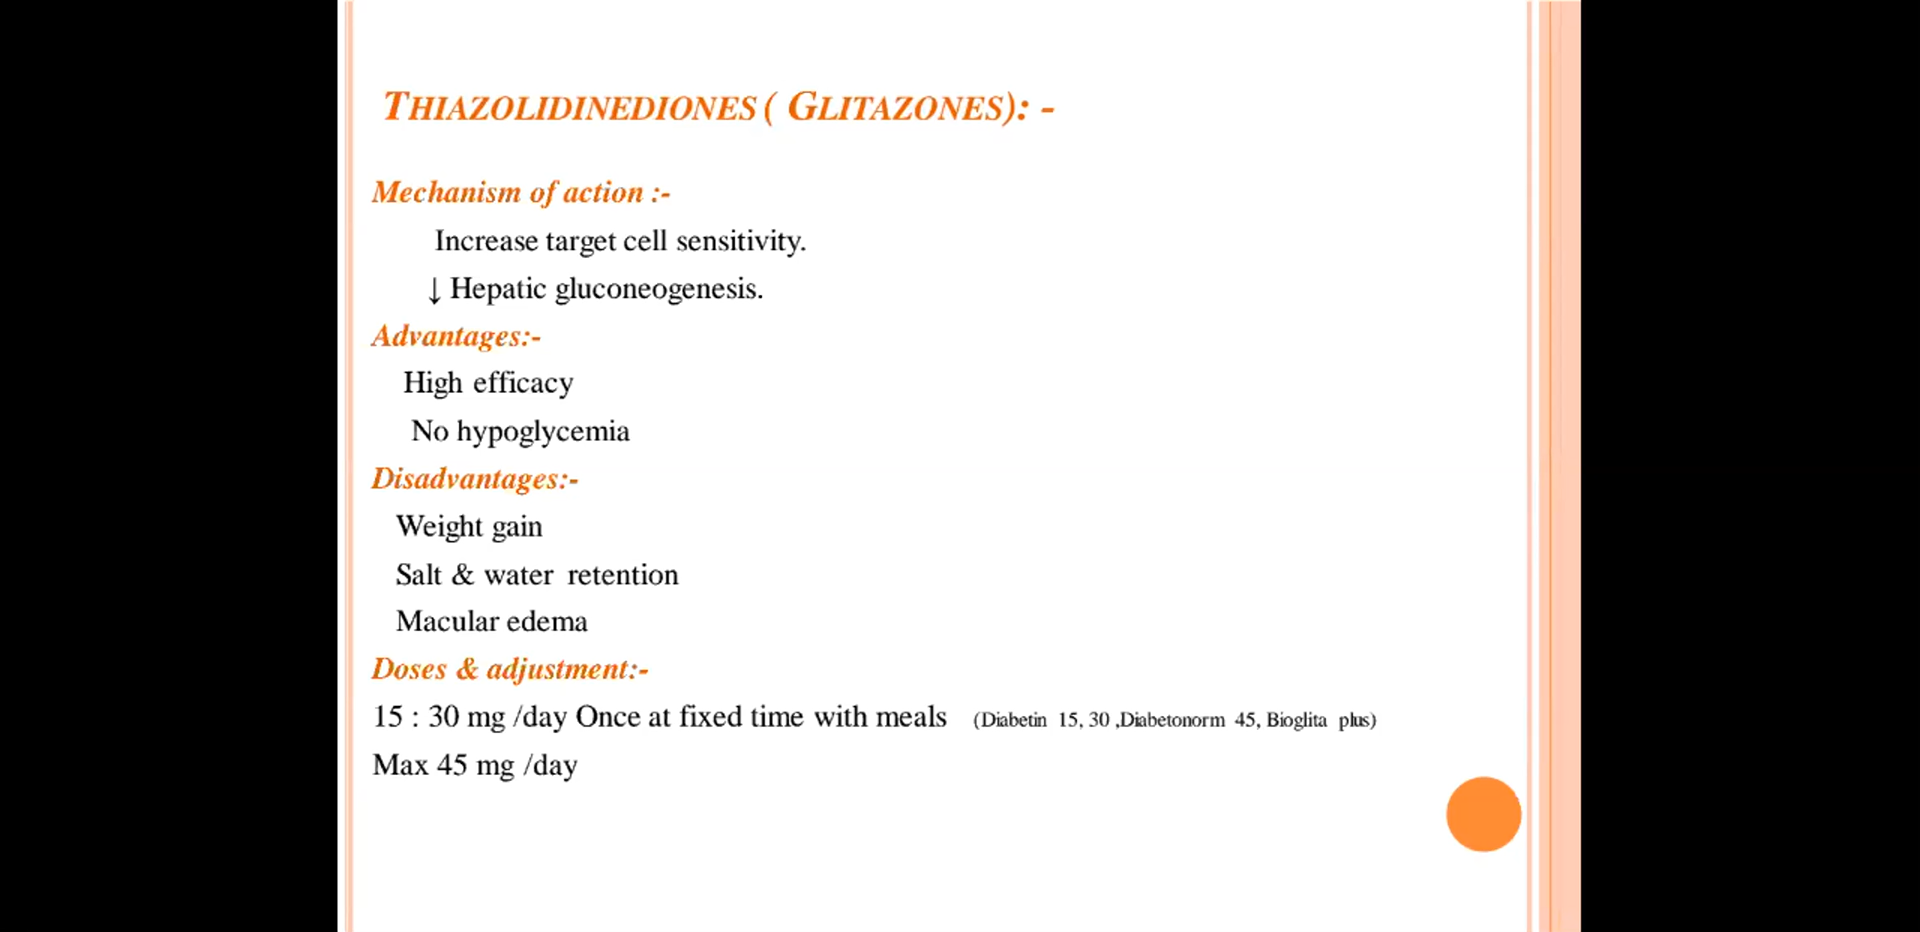 THIAZOLIDINEDIONES ( GLITAZONES): -
Mechanism of action :-
Increase target cell sensitivity.
↓ Hepatic gluconeogenesis.
Advantages:-
High efficacy
No hypoglycemia
Disadvantages:-
Weight gain
Salt & water retention
Macular edema
Doses & adjustment:-
15 : 30 mg /day Once at fixed time with meals (Diabetin 15, 30 ,Diabetonorm 45, Bioglita plus)
Max 45 mg /day